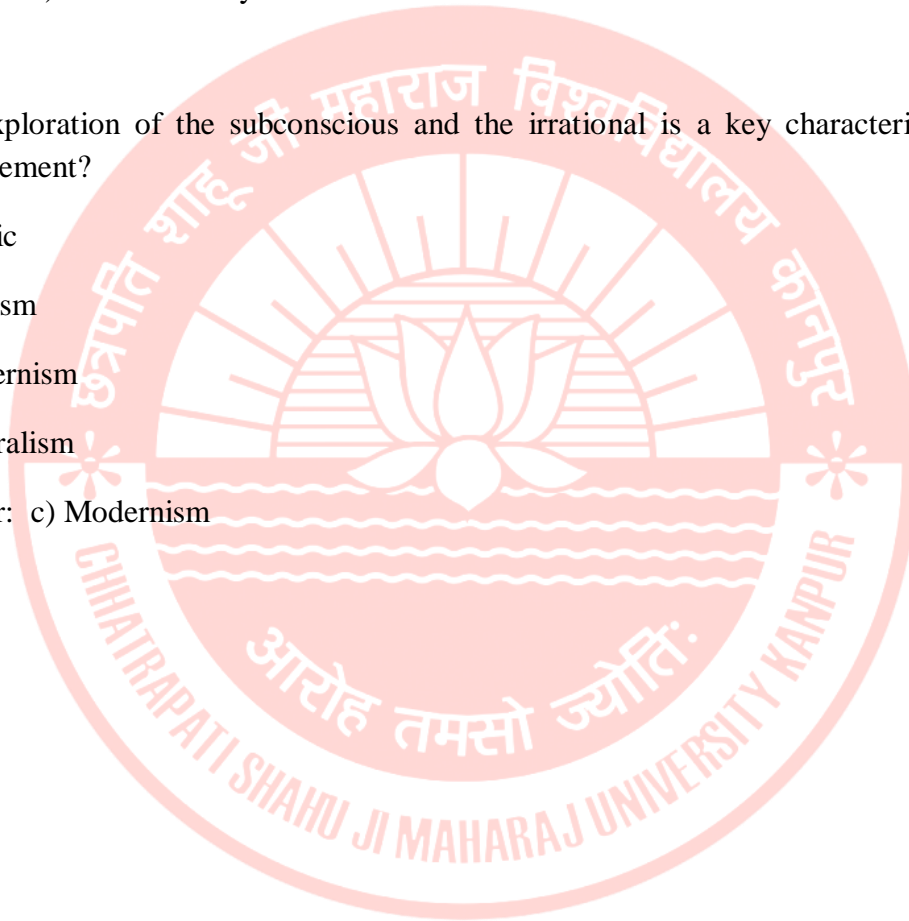 xploration of the subconscious and the irrational is a key characteri
ement?
ic
sm
ernism
ralism
r: c) Modernism
छत्रपति शाहू जी महाराज विश्वविद्यालय कानपुर
आरोह तमसो ज्योतिः
CHHATRAPATI SHAHU JI MAHARAJ UNIVERSITY KANPUR